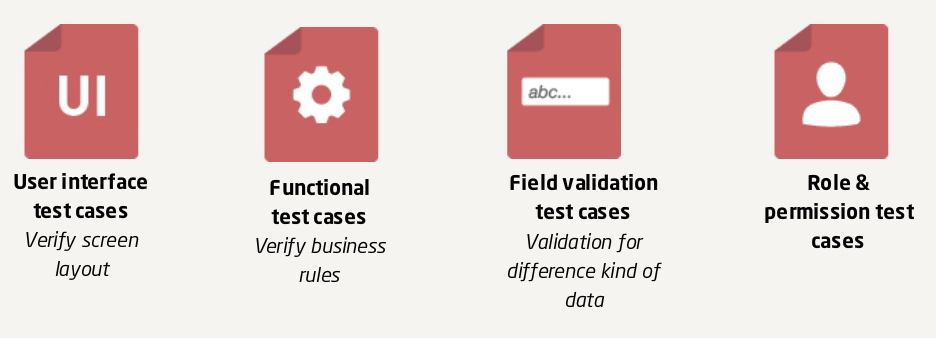 UI
User interface
test cases
Verify screen
layout
Functional
test cases
Verify business
rules
abc...
Field validation
test cases
Validation for
difference kind of
data
Role &
permission test
cases